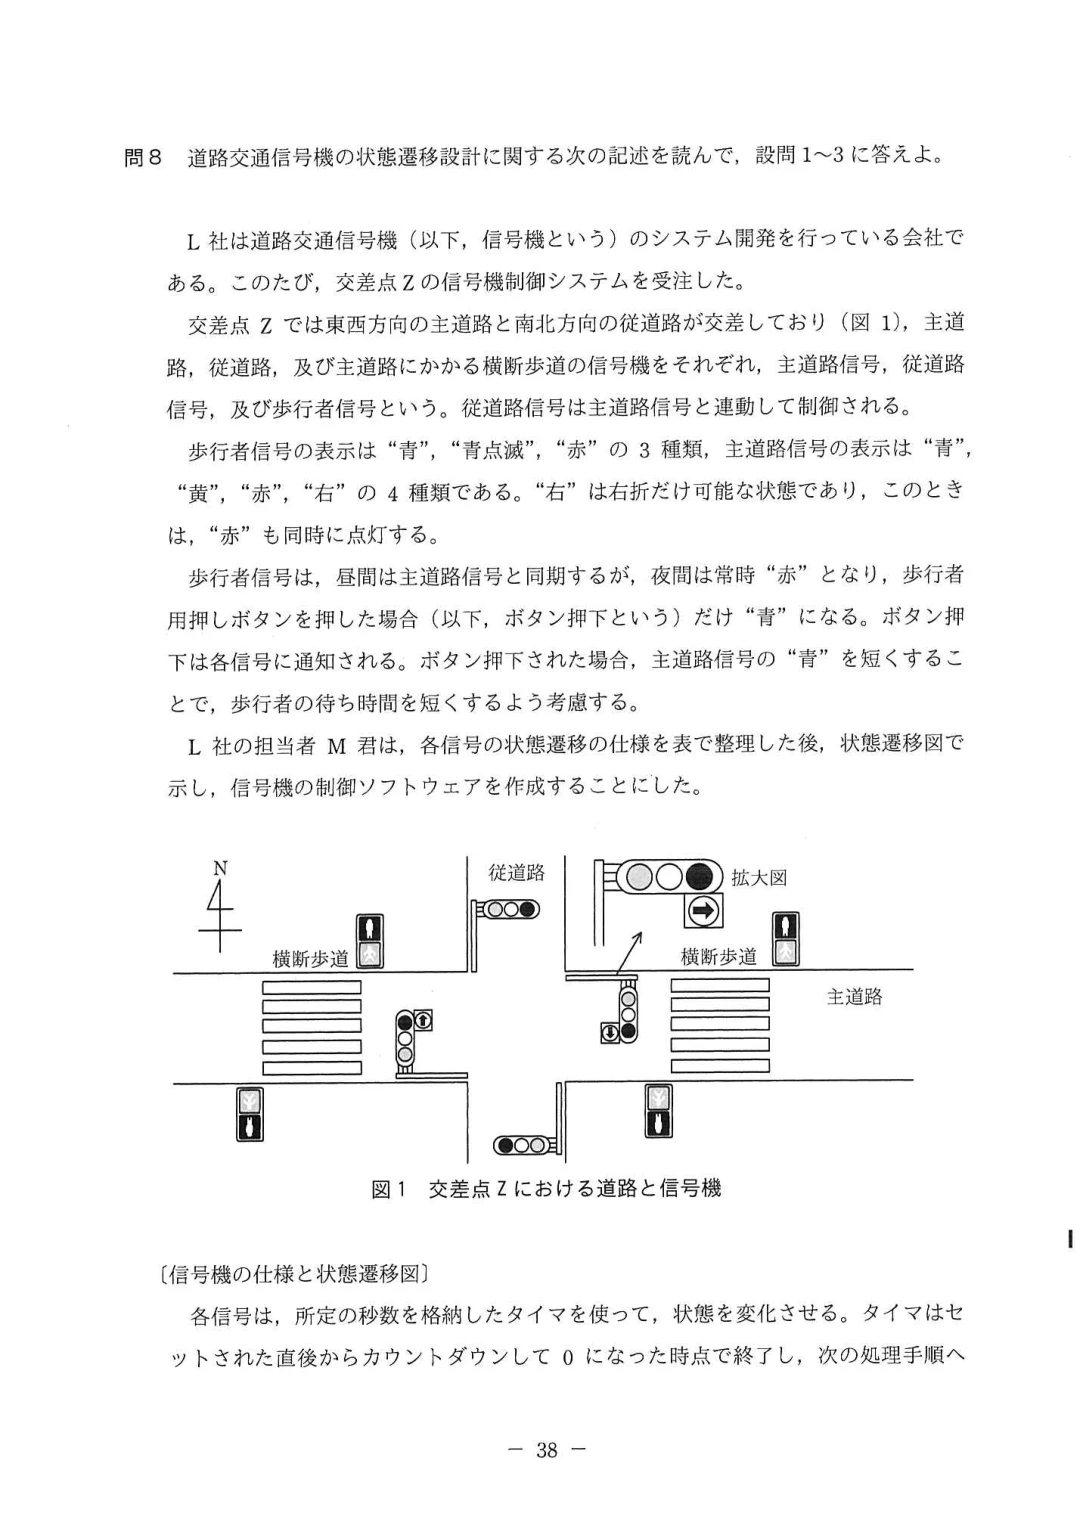 問8 道路交通信号機の状態遷移設計に関する次の記述を読んで，設問1～3に答えよ。
L 社は道路交通信号機（以下，信号機という）のシステム開発を行っている会社で
ある。このたび，交差点Zの信号機制御システムを受注した。
交差点 Z では東西方向の主道路と南北方向の従道路が交差しており（図 1），主道
路，従道路，及び主道路にかかる横断歩道の信号機をそれぞれ，主道路信号，従道路
信号，及び歩行者信号という。従道路信号は主道路信号と連動して制御される。
歩行者信号の表示は“青”，“青点滅”，“赤”の 3 種類，主道路信号の表示は“青”，
“黄”，“赤”，“右”の 4 種類である。“右”は右折だけ可能な状態であり，このとき
は，“赤”も同時に点灯する。
歩行者信号は，昼間は主道路信号と同期するが，夜間は常時“赤”となり，歩行者
用押しボタンを押した場合（以下，ボタン押下という）だけ“青”になる。ボタン押
下は各信号に通知される。ボタン押下された場合，主道路信号の“青”を短くするこ
とで，歩行者の待ち時間を短くするよう考慮する。
L 社の担当者 M 君は，各信号の状態遷移の仕様を表で整理した後，状態遷移図で
示し，信号機の制御ソフトウェアを作成することにした。
N
従道路
拡大図
横断歩道
横断歩道
主道路
図1 交差点Zにおける道路と信号機
〔信号機の仕様と状態遷移図〕
各信号は，所定の秒数を格納したタイマを使って，状態を変化させる。タイマはセ
ットされた直後からカウントダウンして 0 になった時点で終了し，次の処理手順へ
－ 38 －